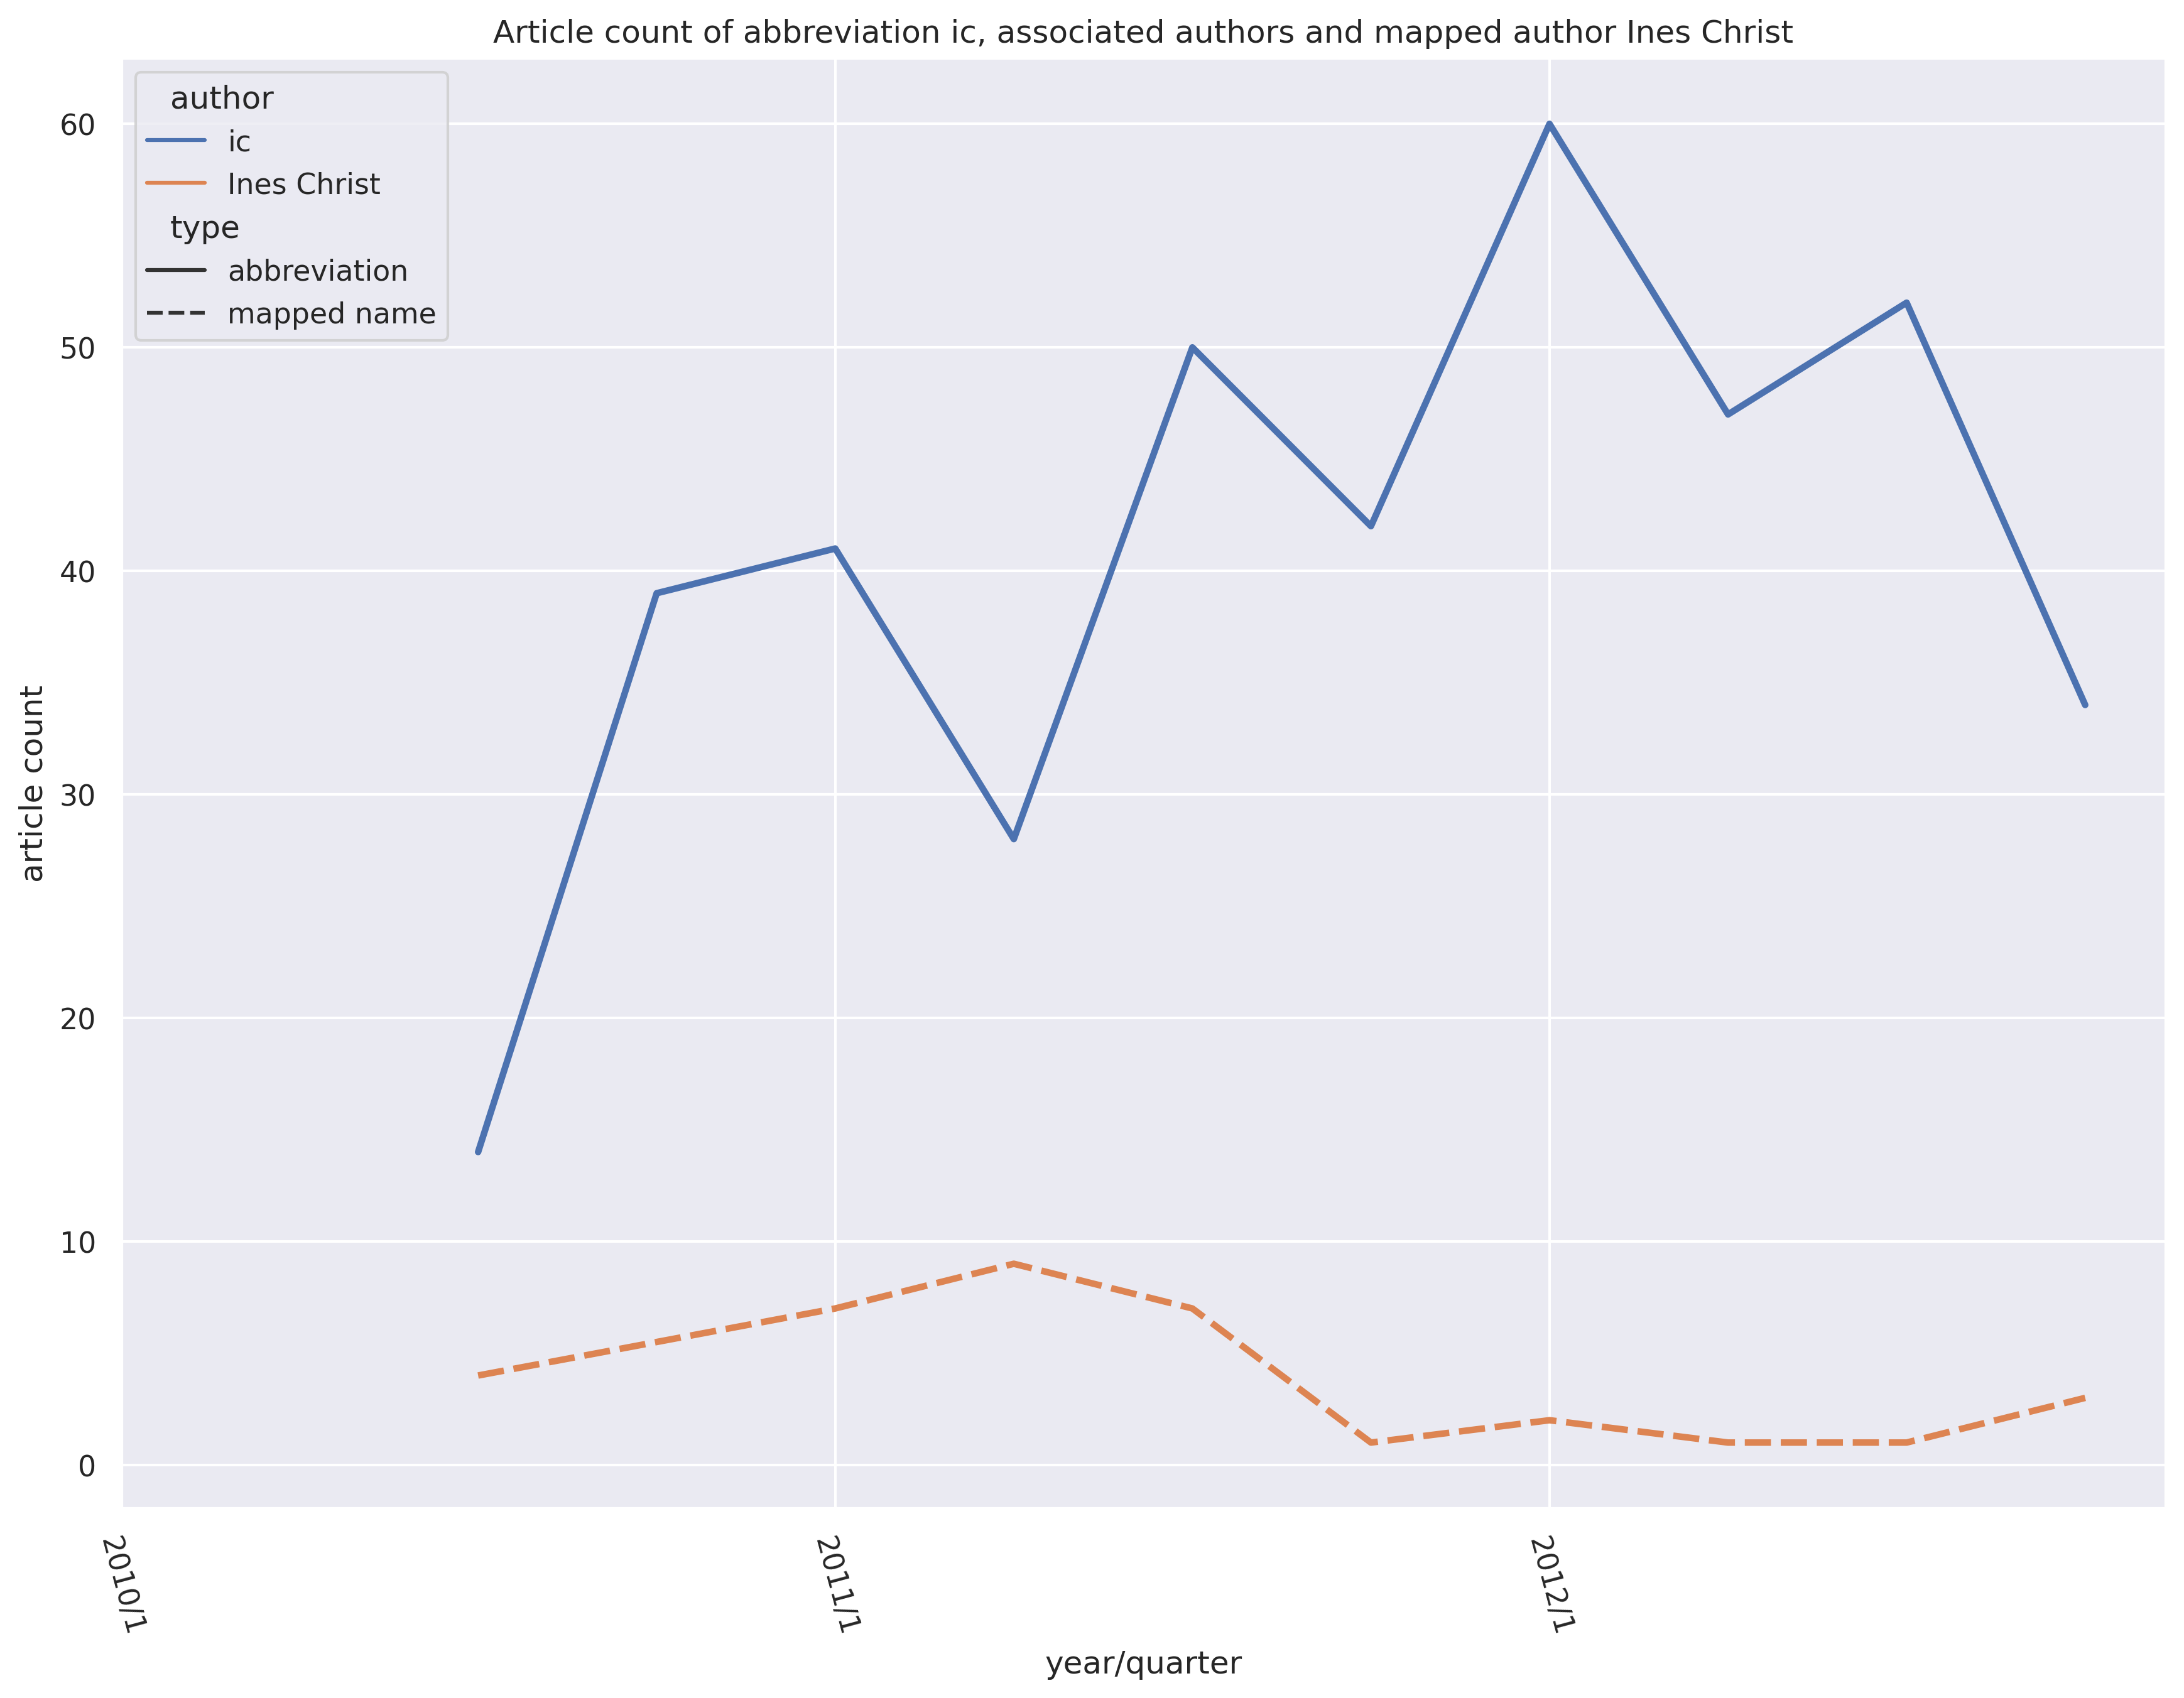 Article count of abbreviation ic, associated authors and mapped author Ines Christ
author
ic
Ines Christ
type
abbreviation
mapped name
60
50
40
30
20
10
0
article count
2010/1
2011/1
2012/1
year/quarter